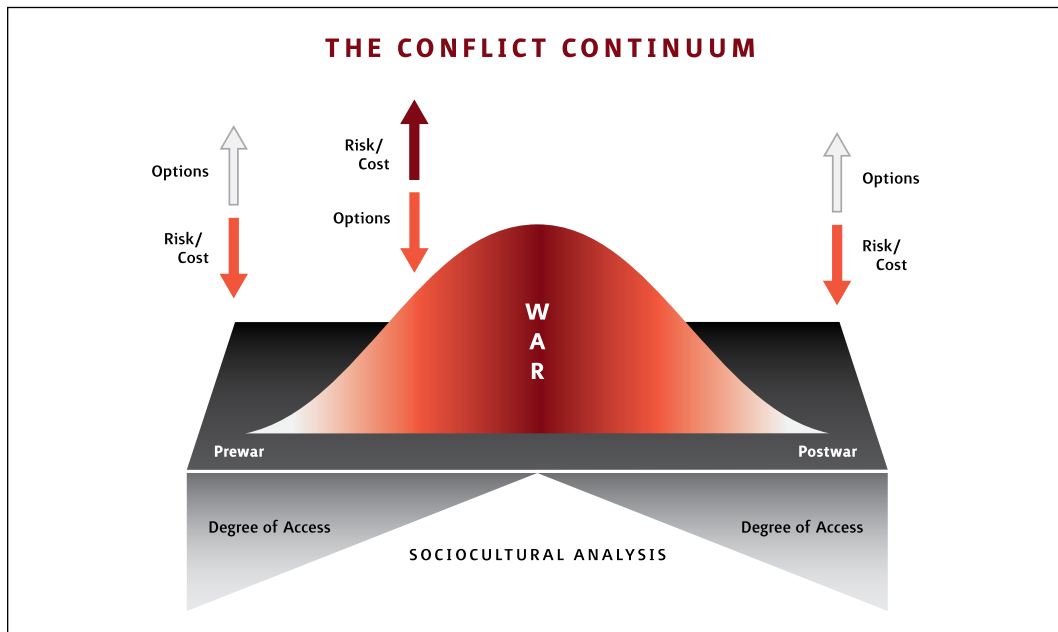 THE CONFLICT CONTINUUM
Options
Risk/
Cost
Risk/
Cost
Options
Options
Risk/
Cost
W
A
R
Prewar
Postwar
Degree of Access
Degree of Access
SOCIOCULTURAL ANALYSIS